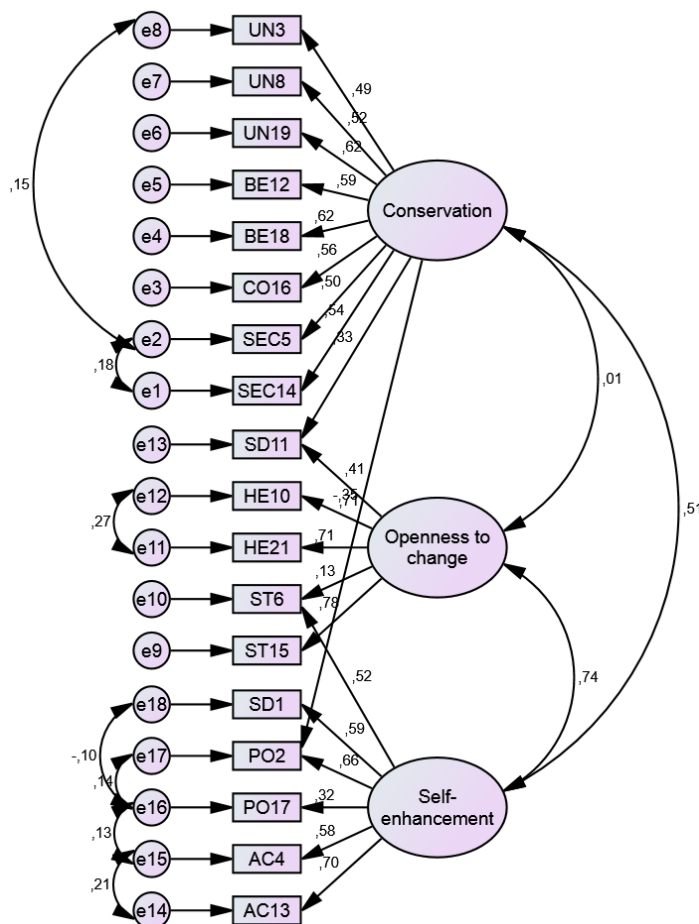 e8
UN3
,49
e7
UN8
,52
e6
UN19
,62
,15
e5
BE12
,59
Conservation
e4
BE18
,62
,56
e3
CO16
,50
,54
e2
SEC5
,33
,18
e1
SEC14
,01
e13
SD11
,41
e12
HE10
-,35
,71
,51
,27
e11
HE21
,71
Openness to
change
,13
e10
ST6
,78
e9
ST15
,52
,74
e18
SD1
,59
-,10
e17
PO2
,66
,14
e16
PO17
,32
Self-
enhancement
,13
,58
e15
AC4
,70
,21
e14
AC13